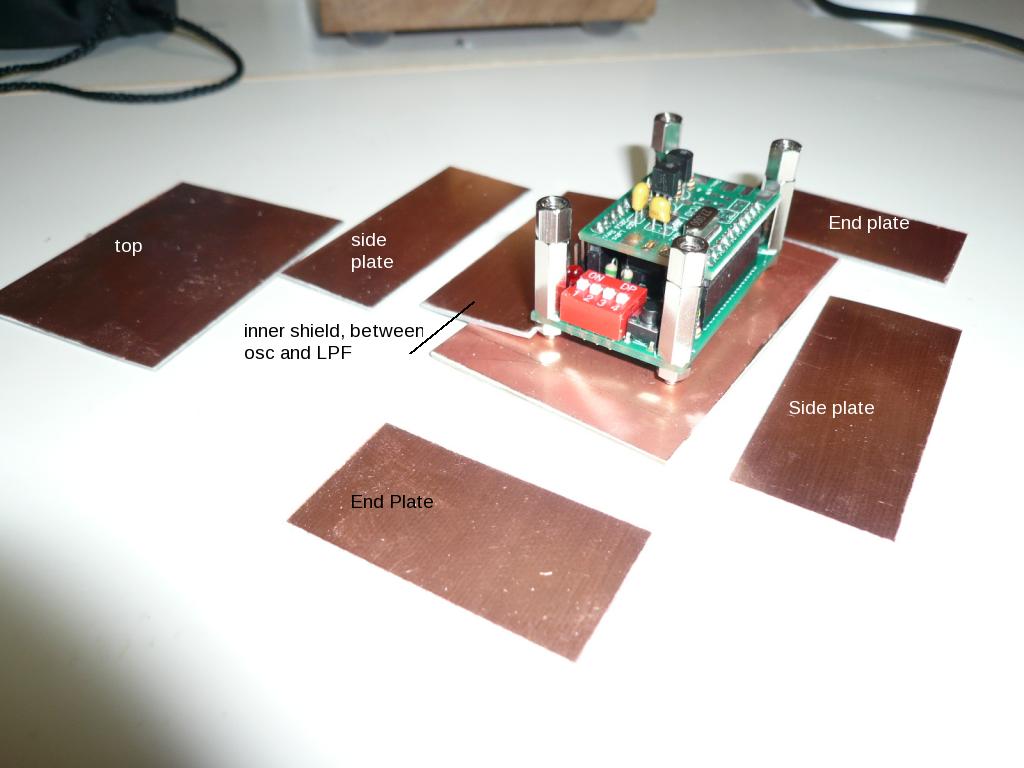 End plate
top
side
plate
inner shield, between
osc and LPF
ON DP
1 2 3 4
Side plate
End Plate